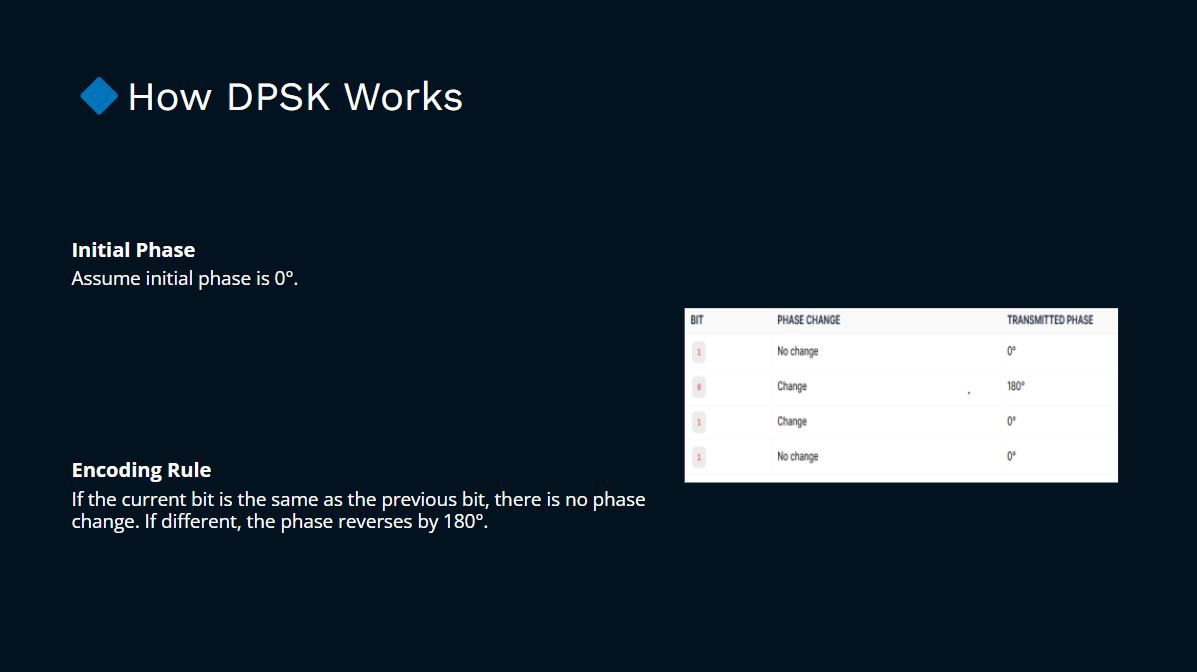 How DPSK Works
Initial Phase
Assume initial phase is 0°.
BIT PHASE CHANGE TRANSMITTED PHASE
1 No change 0°
0 Change 180°
1 Change 0°
1 No change 0°
Encoding Rule
If the current bit is the same as the previous bit, there is no phase
change. If different, the phase reverses by 180°.